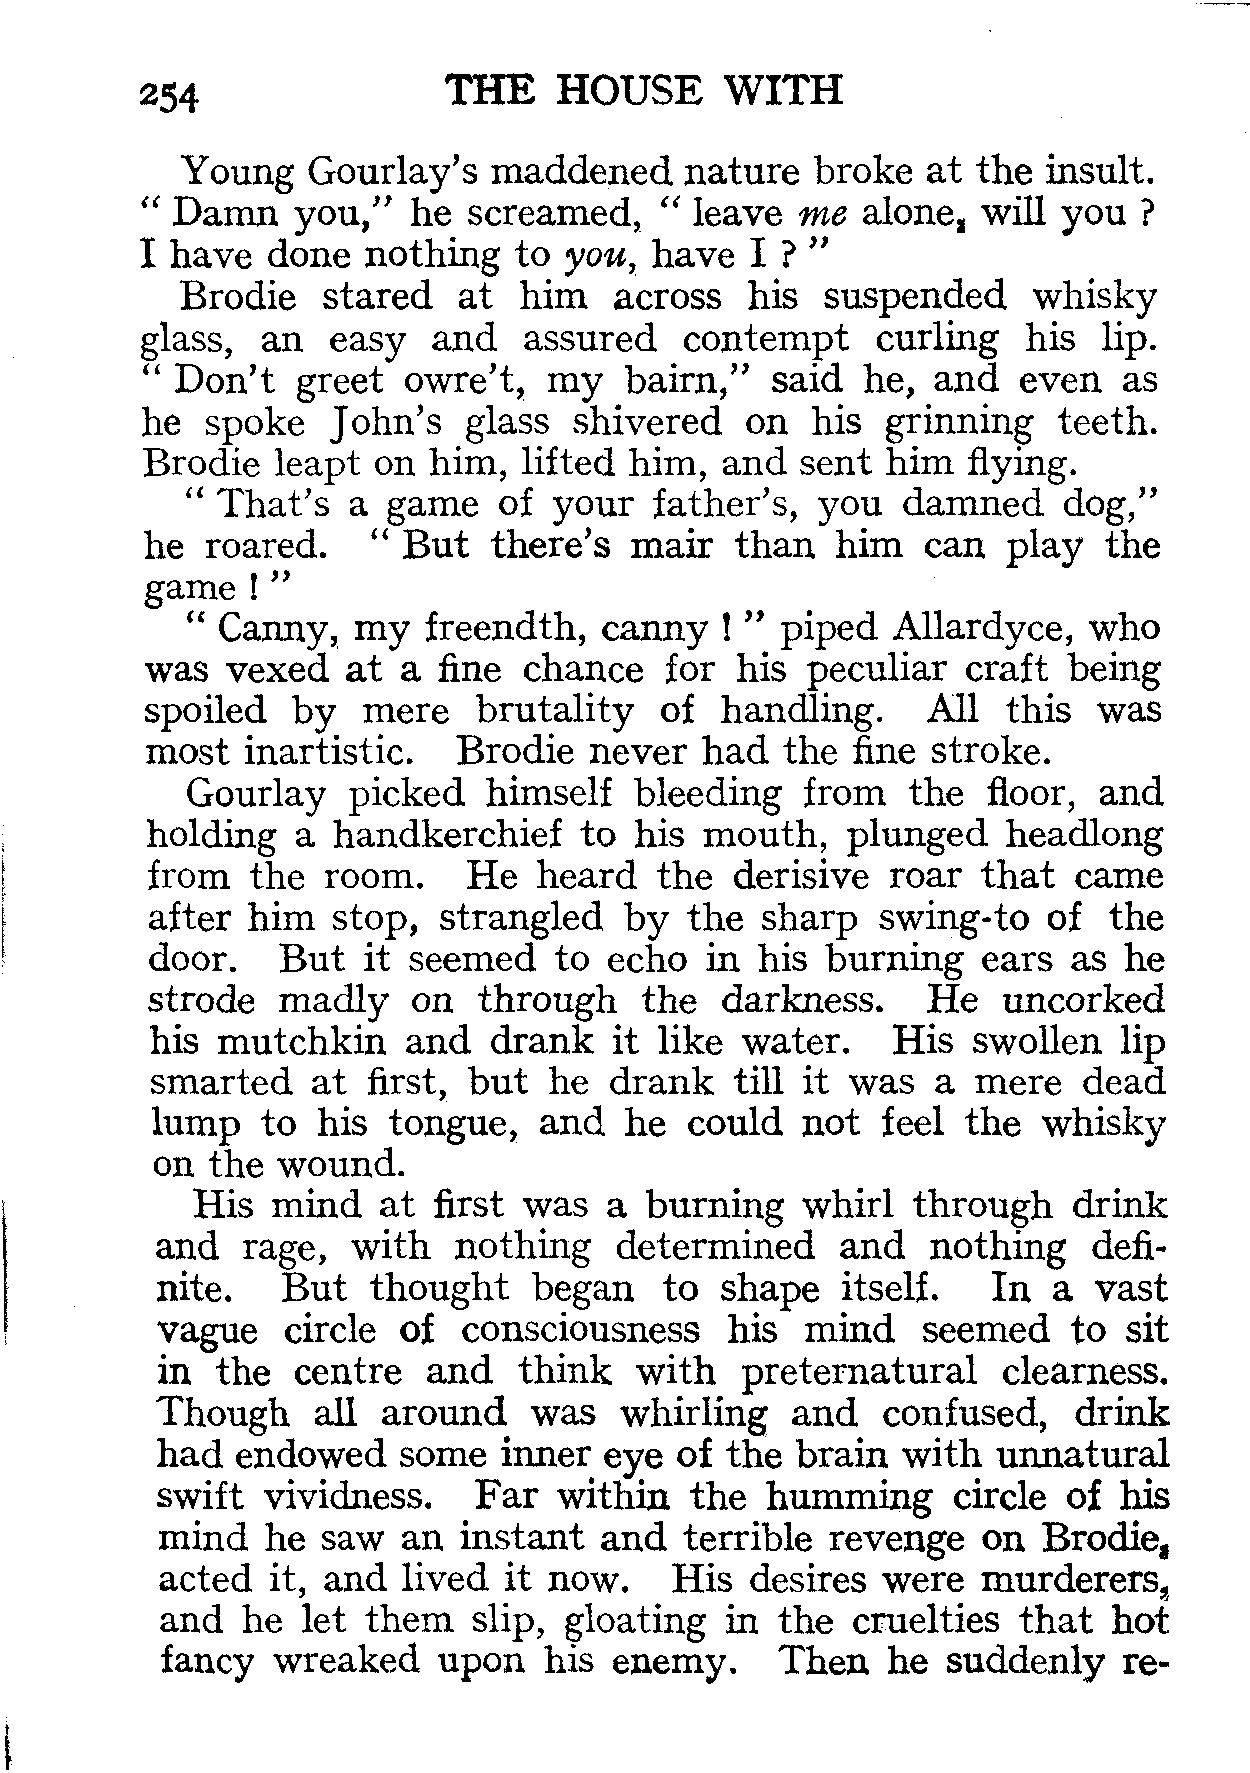 254 THE HOUSE WITH
Young Gourlay's maddened nature broke at the insult.
" Damn you," he screamed, " leave me alone, will you ?
I have done nothing to you, have I ? "
Brodie stared at him across his suspended whisky
glass, an easy and assured contempt curling his lip.
" Don't greet owre't, my bairn," said he, and even as
he spoke John's glass shivered on his grinning teeth.
Brodie leapt on him, lifted him, and sent him flying.
" That's a game of your father's, you damned dog,"
he roared. " But there's mair than him can play the
game ! "
" Canny, my freendth, canny ! " piped Allardyce, who
was vexed at a fine chance for his peculiar craft being
spoiled by mere brutality of handling. All this was
most inartistic. Brodie never had the fine stroke.
Gourlay picked himself bleeding from the floor, and
holding a handkerchief to his mouth, plunged headlong
from the room. He heard the derisive roar that came
after him stop, strangled by the sharp swing-to of the
door. But it seemed to echo in his burning ears as he
strode madly on through the darkness. He uncorked
his mutchkin and drank it like water. His swollen lip
smarted at first, but he drank till it was a mere dead
lump to his tongue, and he could not feel the whisky
on the wound.
His mind at first was a burning whirl through drink
and rage, with nothing determined and nothing defi-
nite. But thought began to shape itself. In a vast
vague circle of consciousness his mind seemed to sit
in the centre and think with preternatural clearness.
Though all around was whirling and confused, drink
had endowed some inner eye of the brain with unnatural
swift vividness. Far within the humming circle of his
mind he saw an instant and terrible revenge on Brodie,
acted it, and lived it now. His desires were murderers,
and he let them slip, gloating in the cruelties that hot
fancy wreaked upon his enemy. Then he suddenly re-